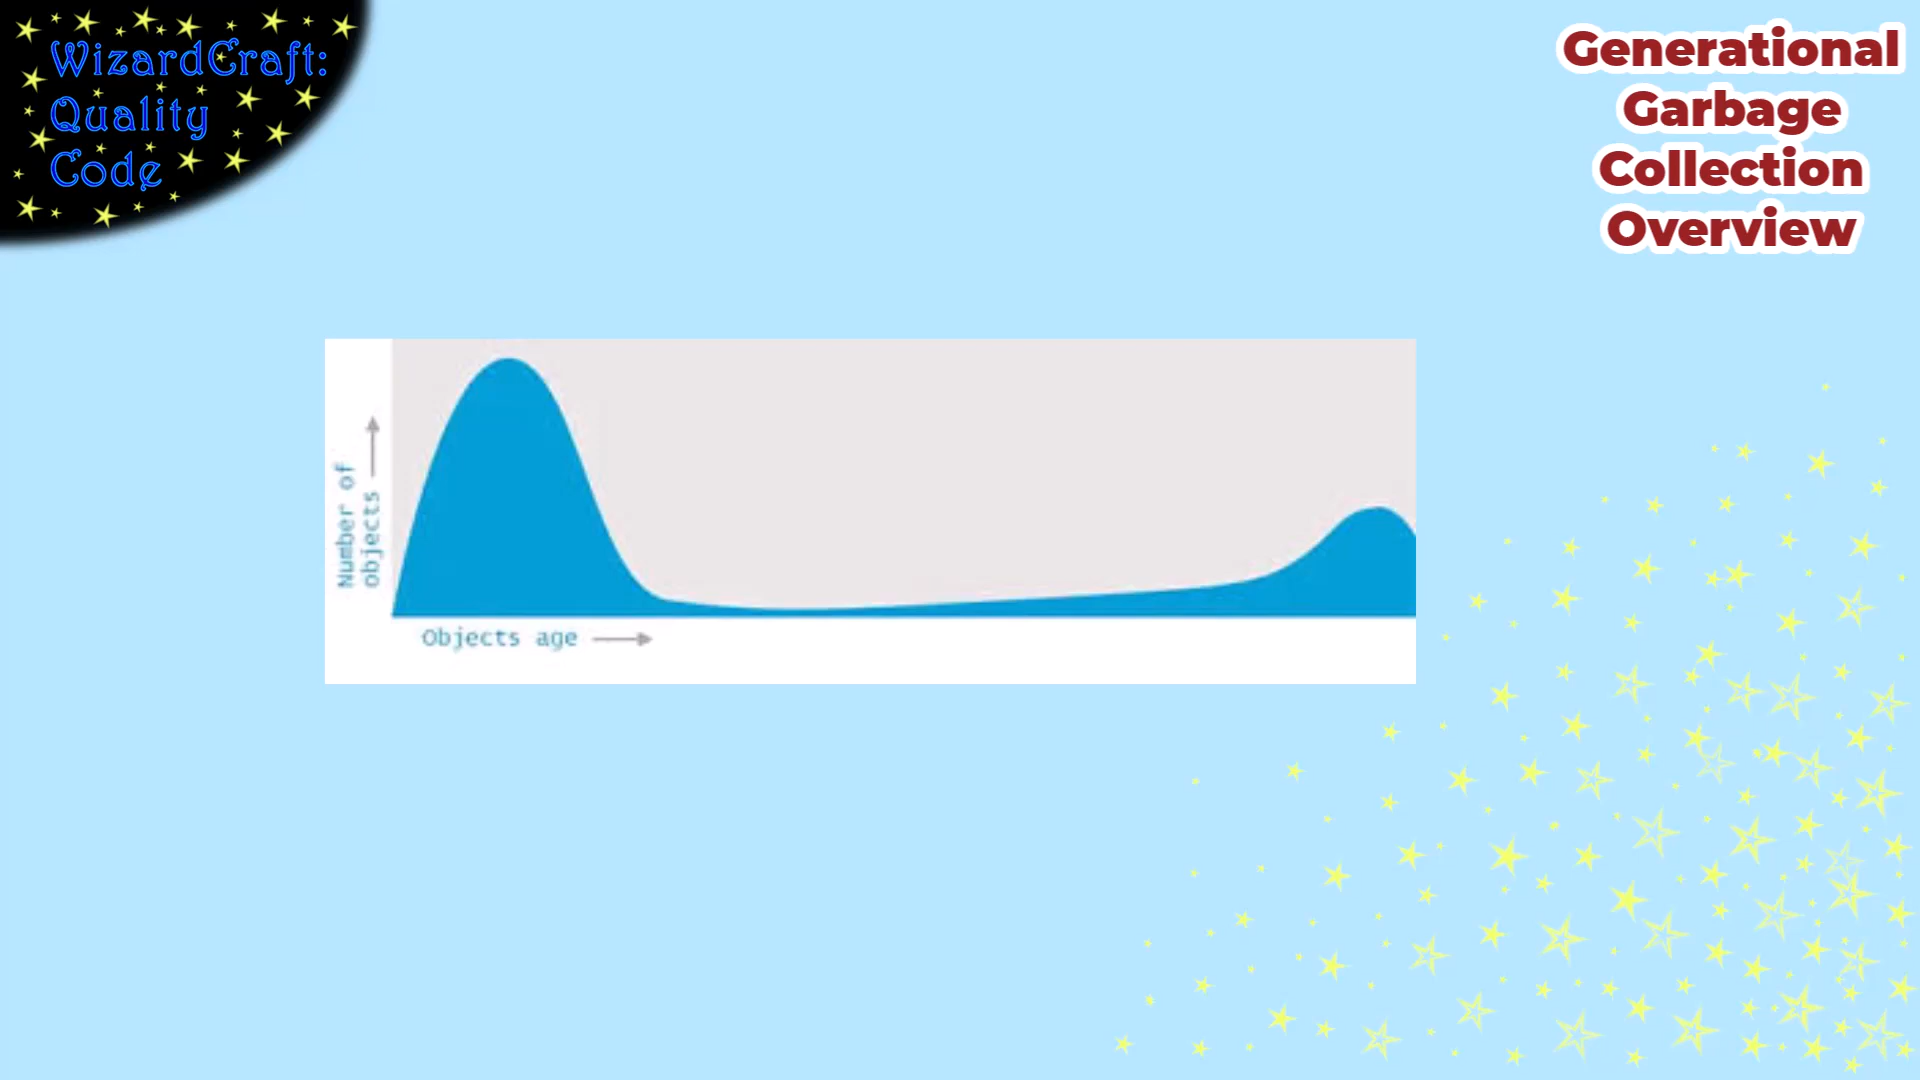 WizardCraft:
Quality
Code
Generational
Garbage
Collection
Overview
Number of
objects
Objects age